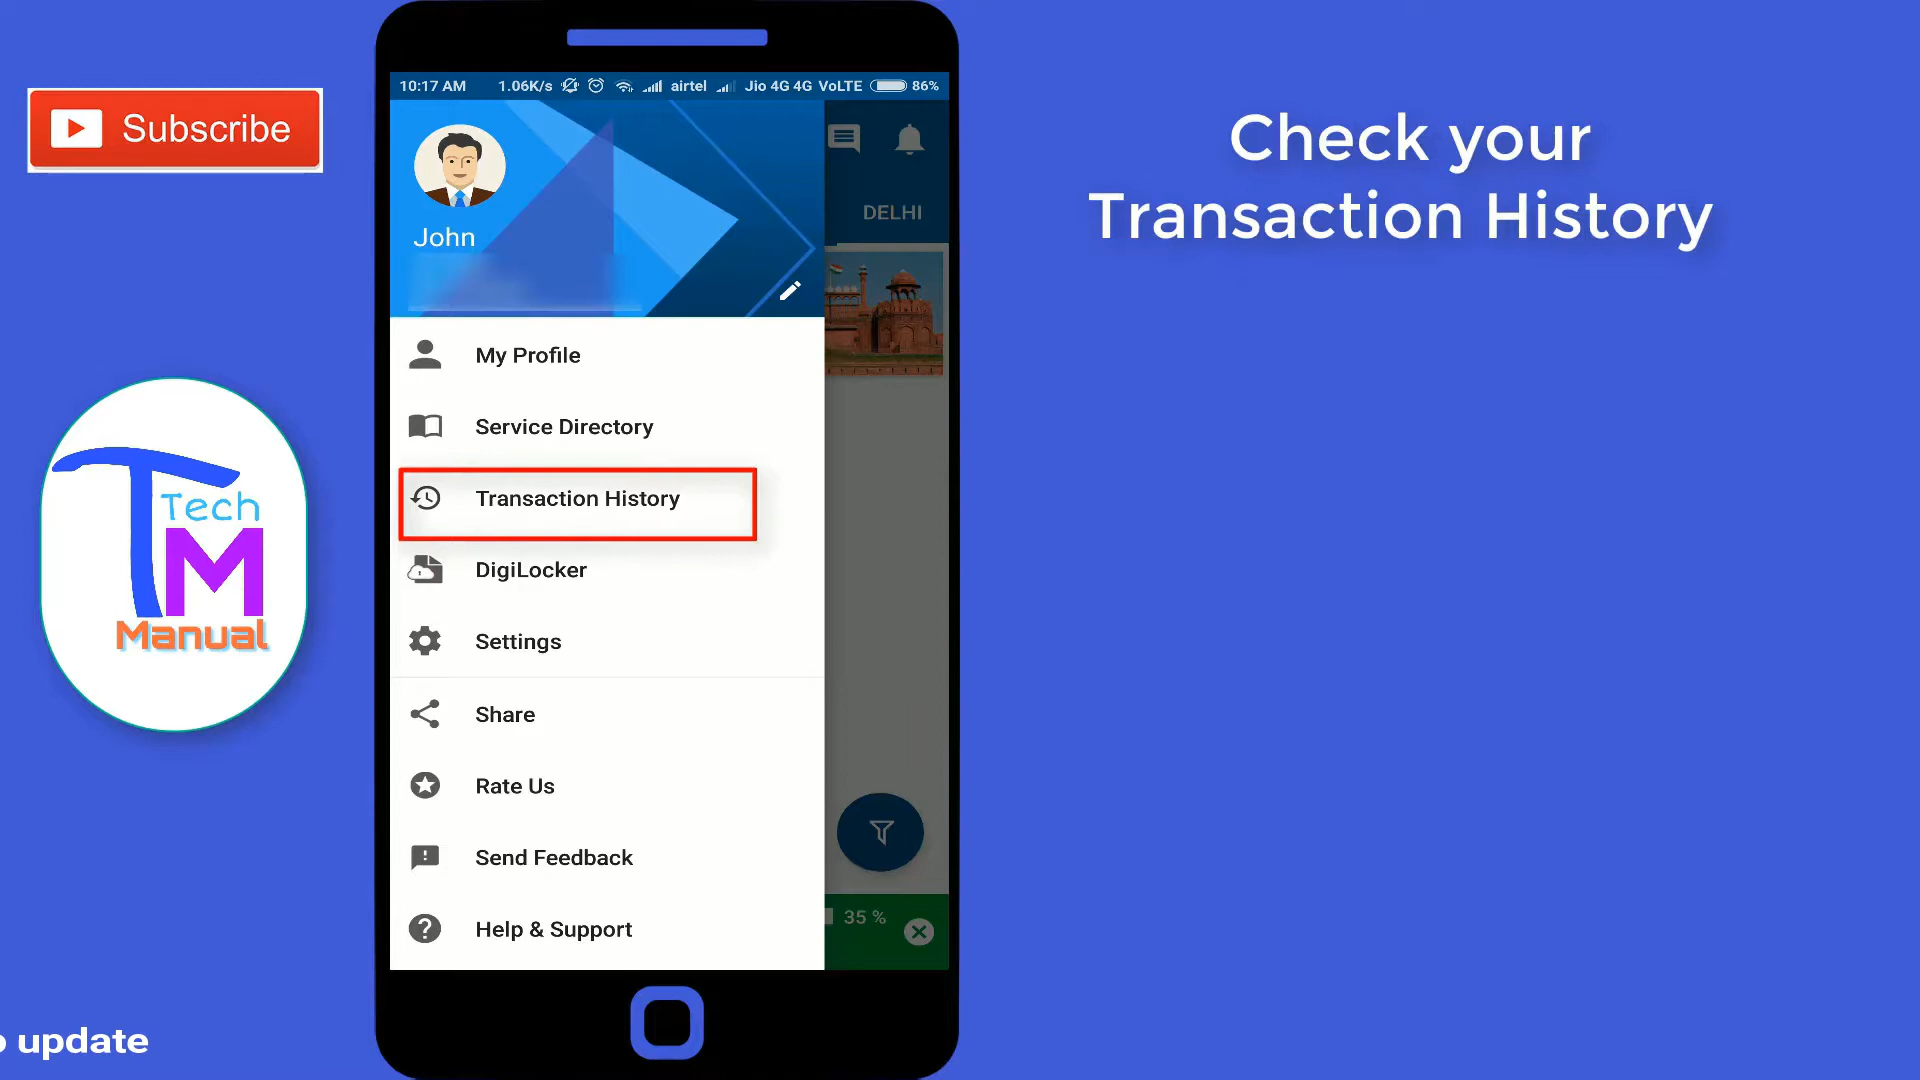 Subscribe
Tech
TM
Manual
update
10:17 AM 1.06K/s airtel Jio 4G 4G VoLTE 86%
DELHI
John
My Profile
Service Directory
Transaction History
DigiLocker
Settings
Share
Rate Us
Send Feedback
Help & Support
35 %
Check your
Transaction History